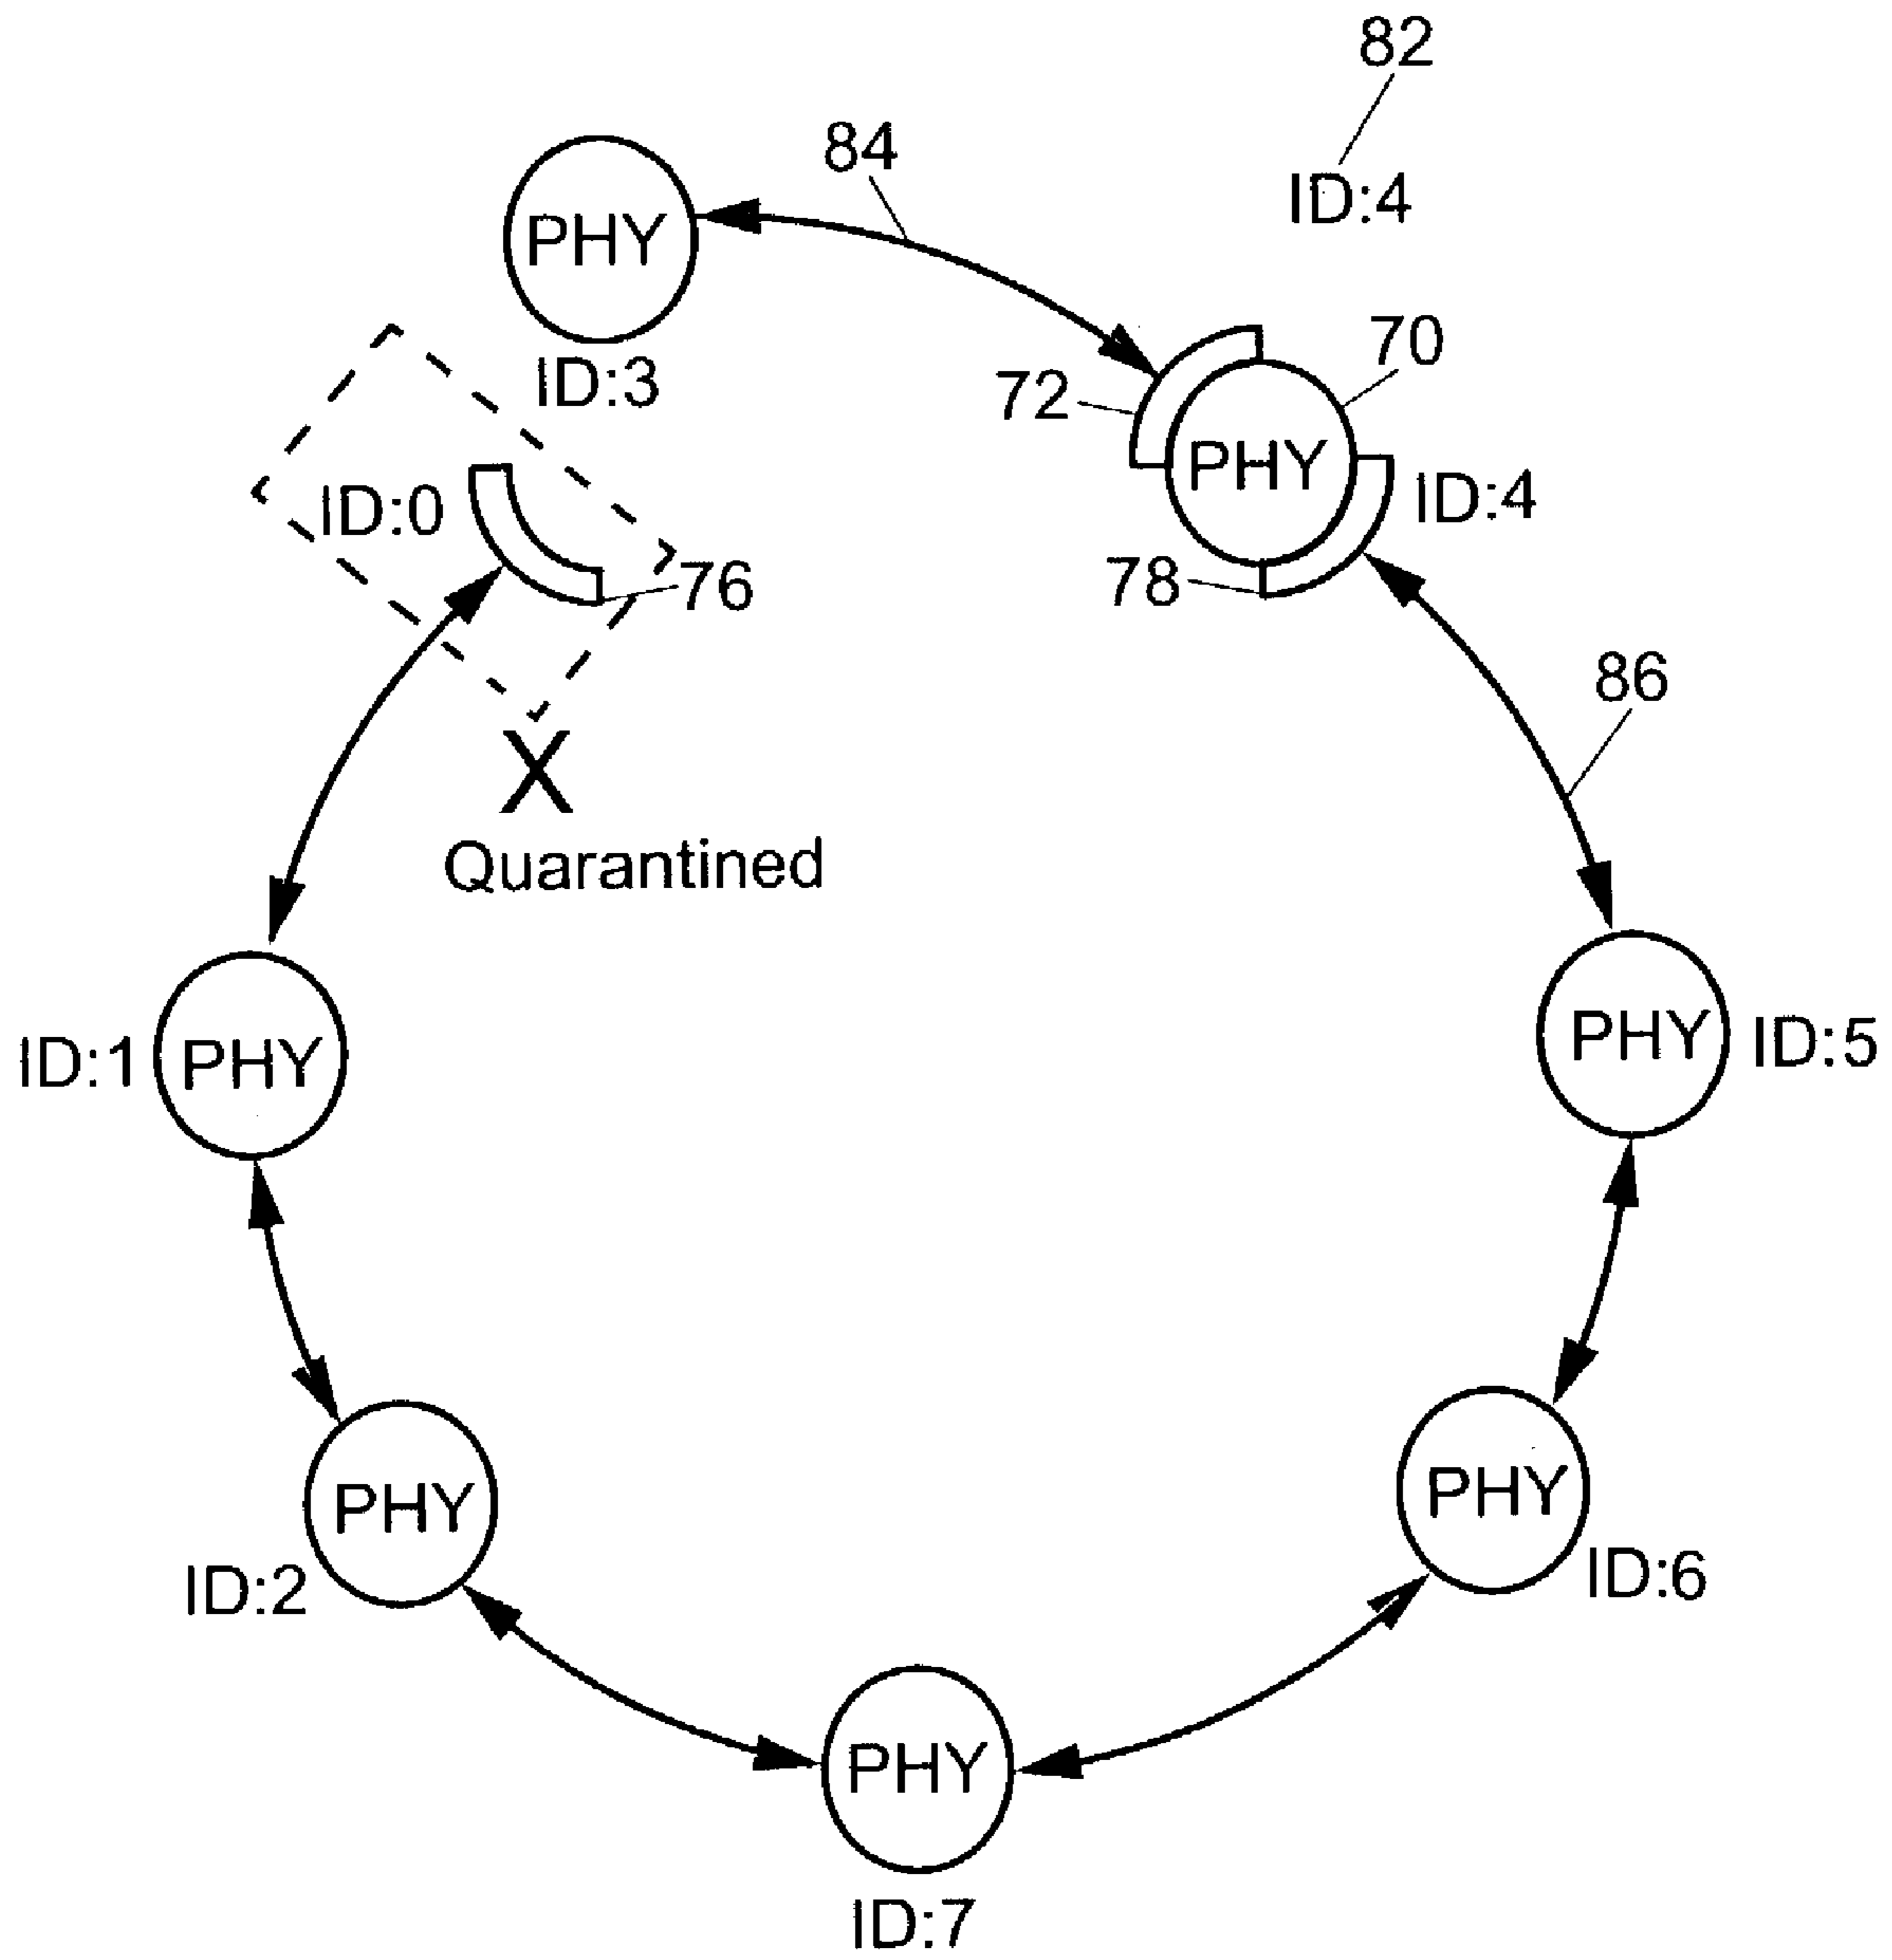 82
84
ID:4
PHY
ID:3
70
72
PHY
ID:4
ID:0
76
78
86
X
Quarantined
PHY
ID:1
PHY
ID:5
PHY
ID:2
PHY
ID:6
PHY
ID:7